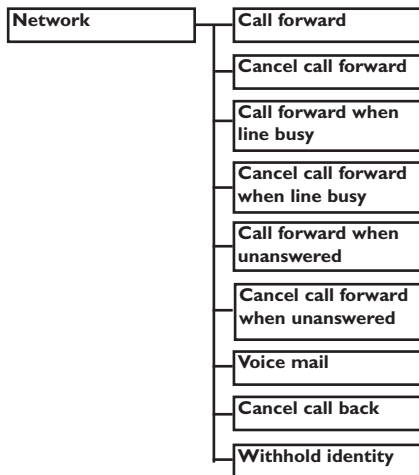 Network
Call forward
Cancel call forward
Call forward when
line busy
Cancel call forward
when line busy
Call forward when
unanswered
Cancel call forward
when unanswered
Voice mail
Cancel call back
Withhold identity